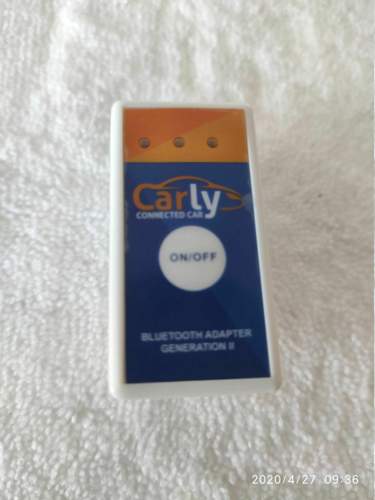 Carly
CONNECTED CAR
ON/OFF
BLUETOOTH ADAPTER
GENERATION II
2020/4/27 09:36